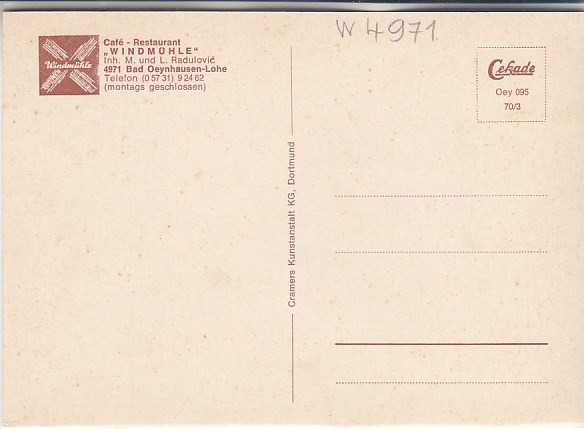 W 4971
Café - Restaurant
„WINDMÜHLE"
Inh. M. und L. Radulovič
4971 Bad Oeynhausen-Lohe
Telefon (0 57 31) 9 24 62
(montags geschlossen)
Windmühle
Cekade
Oey 095
70/3
Cramers Kunstanstalt KG, Dortmund